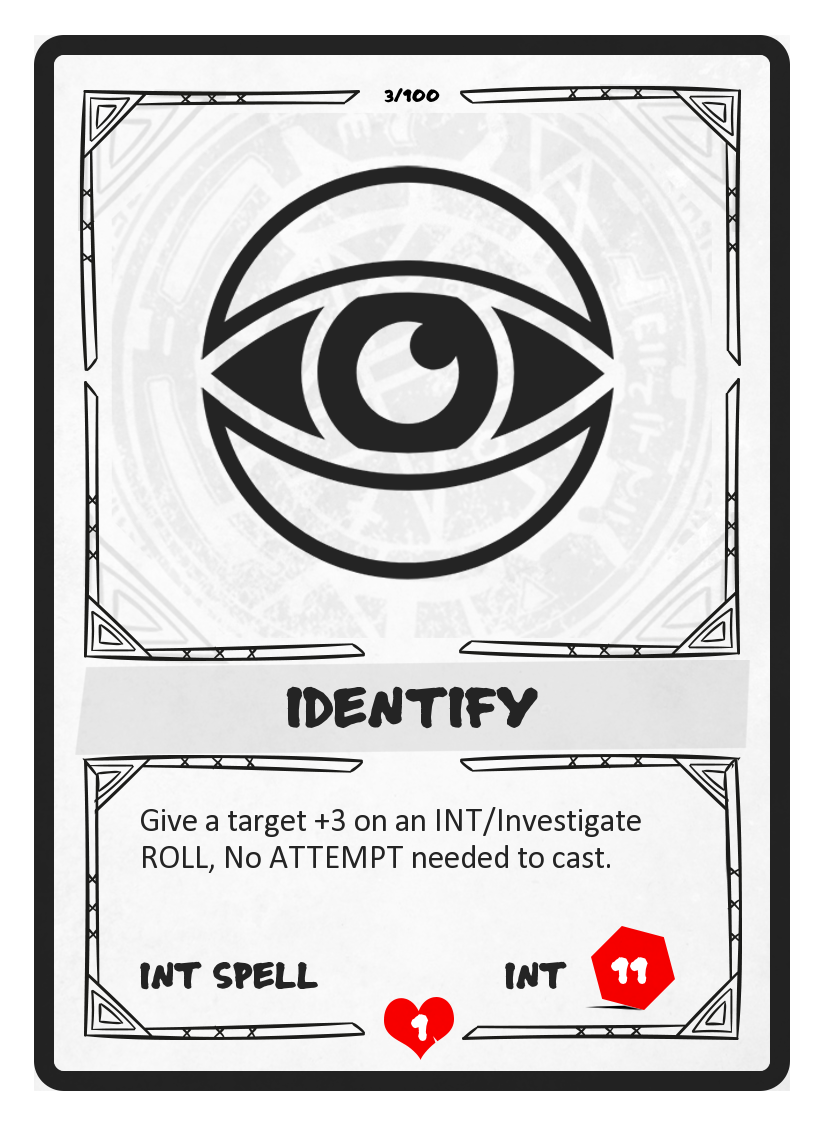 3/100
IDENTIFY
Give a target +3 on an INT/Investigate
ROLL, No ATTEMPT needed to cast.
INT SPELL
INT 11
1